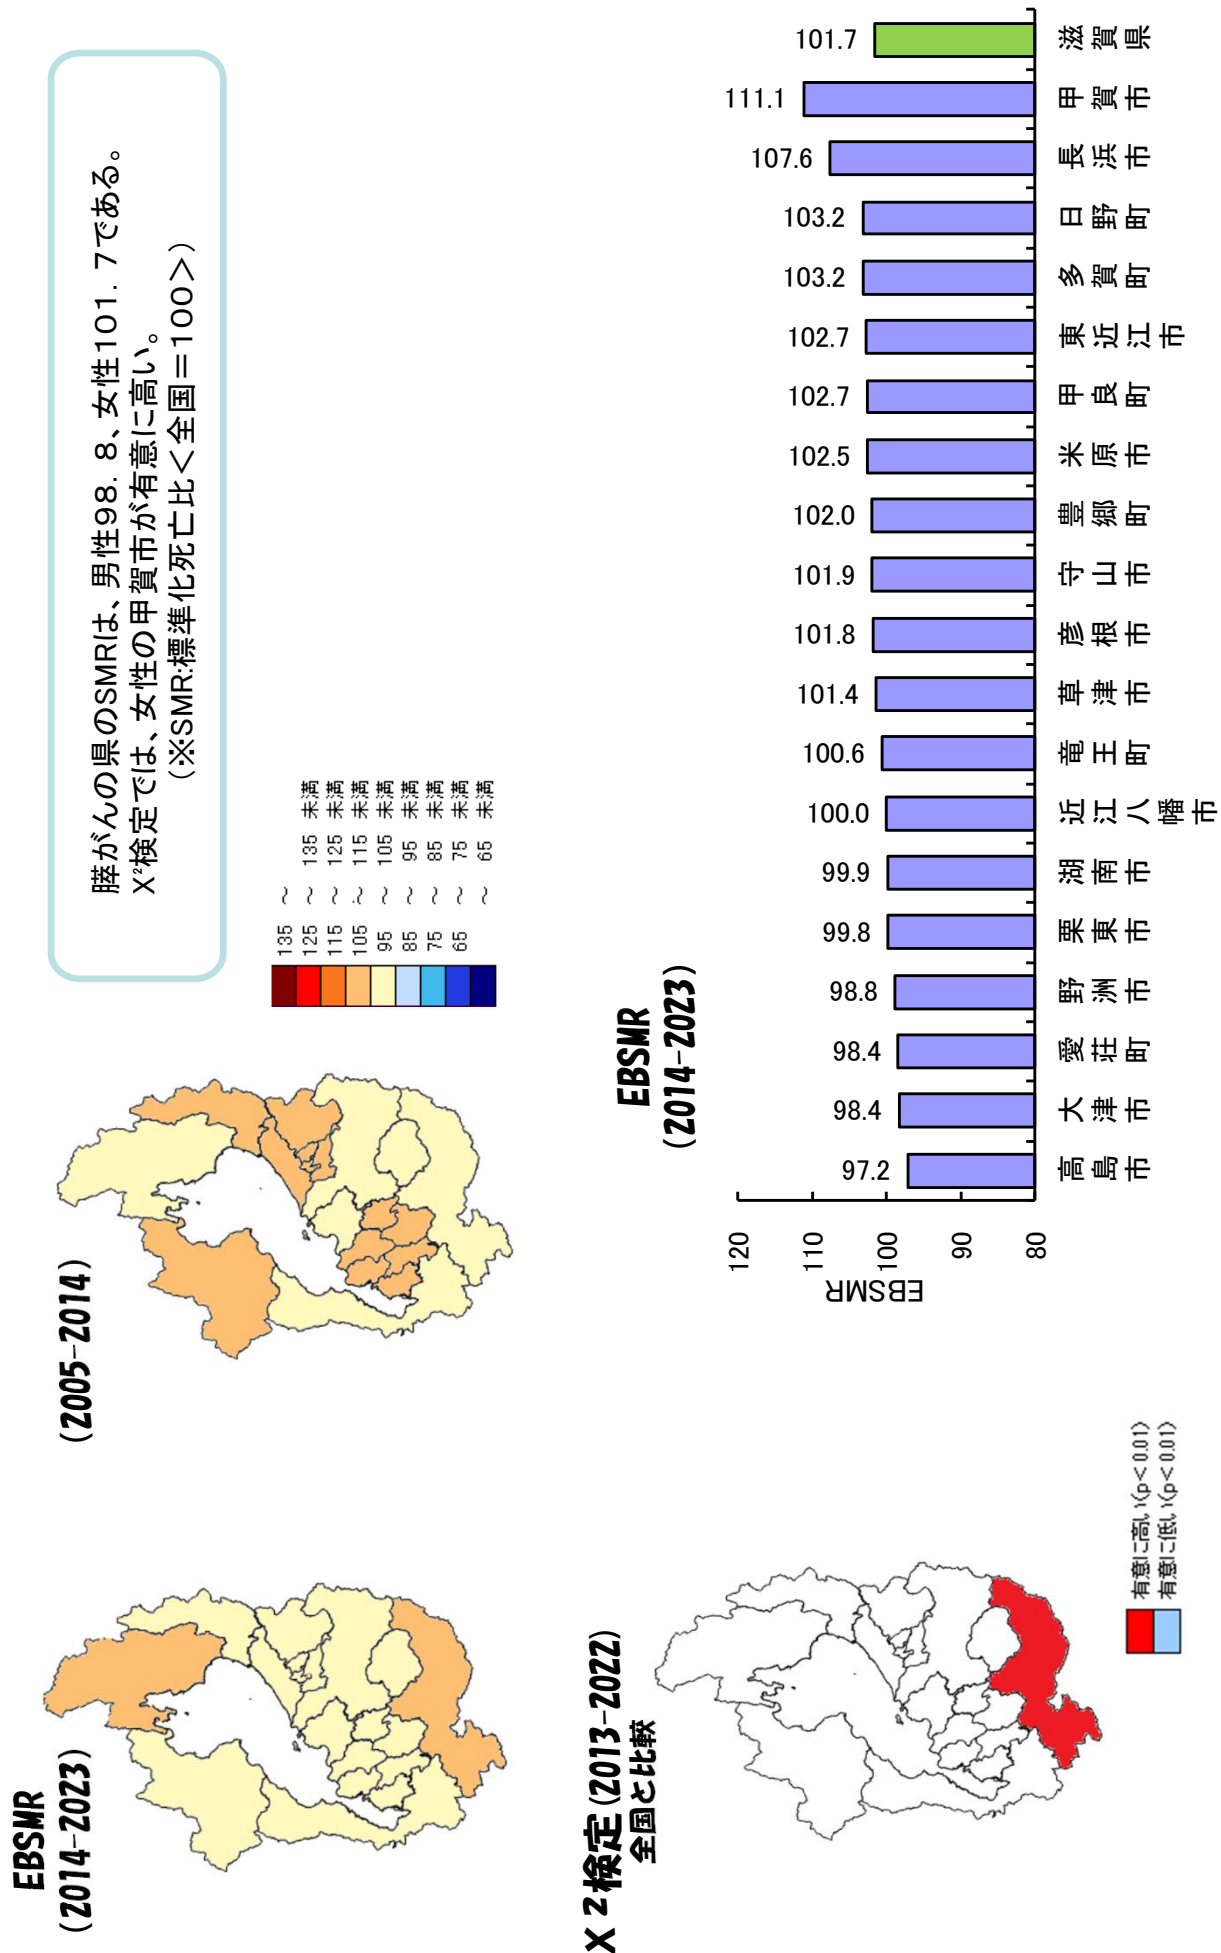 EBSMR
(2014-2023)
(2005-2014)
膵がんの県のSMRは、男性98．8、女性101．7である。
X²検定では、女性の甲賀市が有意に高い。
（※SMR:標準化死亡比＜全国＝100＞）
135 ～
125 ～ 135 未満
115 ～ 125 未満
105 ～ 115 未満
95 ～ 105 未満
85 ～ 95 未満
75 ～ 85 未満
65 ～ 75 未満
～ 65 未満
X²検定(2013-2022)
全国と比較
有意に高い(p＜0.01)
有意に低い(p＜0.01)
EBSMR
(2014-2023)
EBSMR
120
110
100
90
80
97.2
98.4
98.4
98.8
99.8
99.9
100.0
100.6
101.4
101.8
101.9
102.0
102.5
102.7
102.7
103.2
103.2
107.6
111.1
101.7
高島市
大津市
愛荘町
野洲市
栗東市
湖南市
近江八幡市
竜王町
草津市
彦根市
守山市
豊郷町
米原市
甲良町
東近江市
多賀町
日野町
長浜市
甲賀市
滋賀県